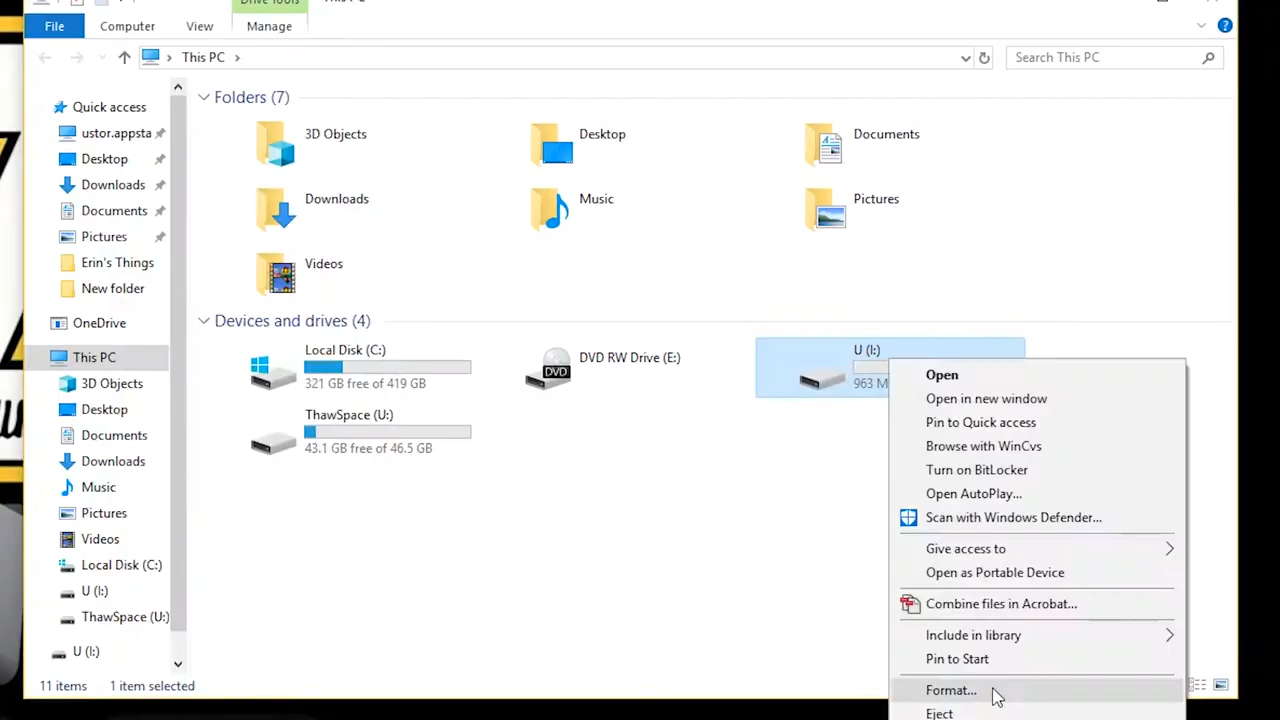 Drive Tools
This PC
File
Computer
View
Manage
This PC
Search This PC
Quick access
ustor.appsta
Desktop
Downloads
Documents
Pictures
Erin's Things
New folder
OneDrive
This PC
3D Objects
Desktop
Documents
Downloads
Music
Pictures
Videos
Local Disk (C:)
U (I:)
ThawSpace (U:)
U (I:)
Folders (7)
3D Objects
Desktop
Documents
Downloads
Music
Pictures
Videos
Devices and drives (4)
Local Disk (C:)
321 GB free of 419 GB
DVD RW Drive (E:)
DVD
U (I:)
963 M
ThawSpace (U:)
43.1 GB free of 46.5 GB
Open
Open in new window
Pin to Quick access
Browse with WinCvs
Turn on BitLocker
Open AutoPlay...
Scan with Windows Defender...
Give access to
Open as Portable Device
Combine files in Acrobat...
Include in library
Pin to Start
Format...
Eject
11 items
1 item selected